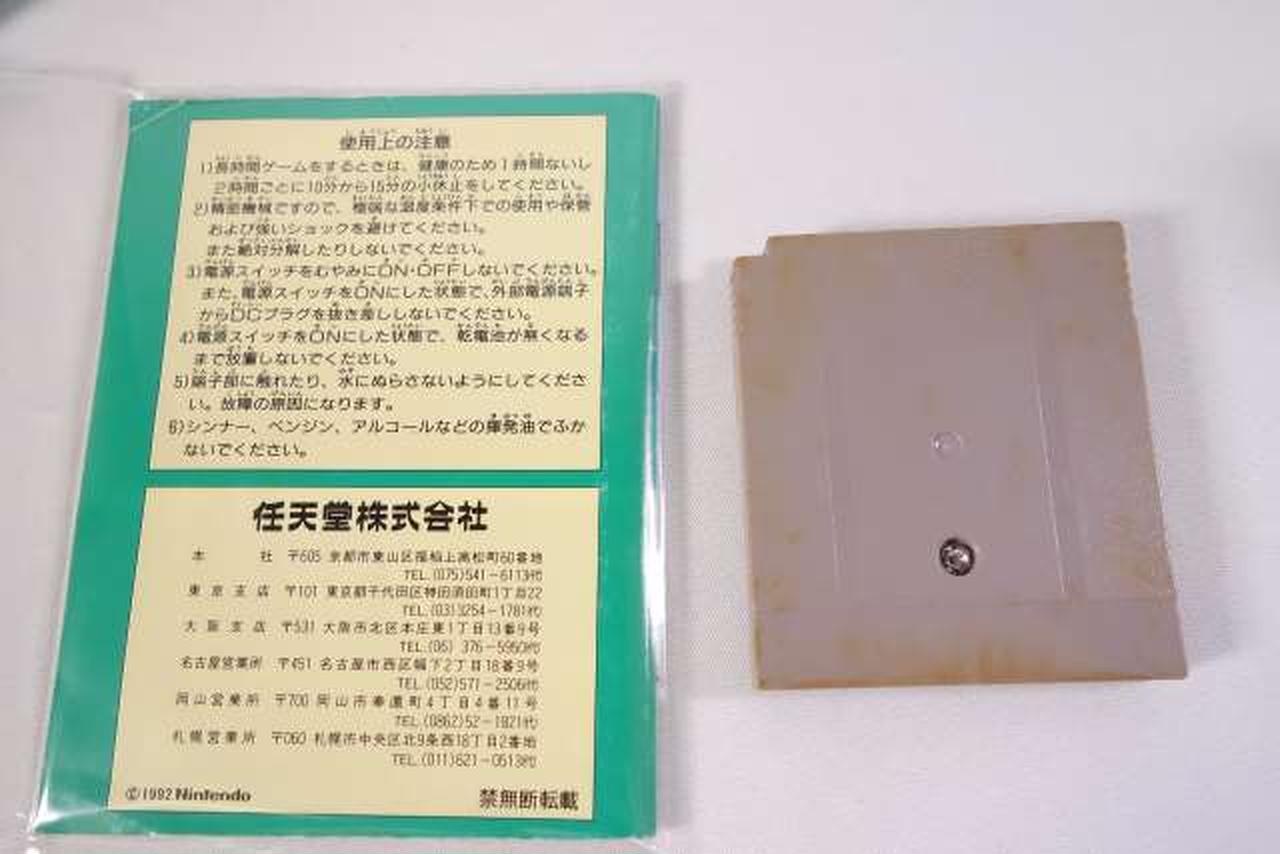 使用上の注意
1)長時間ゲームをするときは、健康のため1時間ないし
2時間ごとに10分から15分の小休止をしてください。
2)精密機械ですので、極端な温度条件下での使用や保管
および強いショックを避けてください。
また絶対分解したりしないでください。
3)電源スイッチをむやみにON・OFFしないでください。
また、電源スイッチをONにした状態で、外部電源端子
からDCプラグを抜き差ししないでください。
4)電源スイッチをONにした状態で、乾電池が無くなる
まで放置しないでください。
5)端子部に触れたり、水にぬらさないようにしてくださ
い。故障の原因になります。
6)シンナー、ベンジン、アルコールなどの揮発油でふか
ないでください。
任天堂株式会社
本社 〒605 京都市東山区福稲上高松町60番地
TEL.(075)541-6113代
東京支店 〒101 東京都千代田区神田須田町1丁目22
TEL.(03)3254-1781代
大阪支店 〒531 大阪市北区本庄東1丁目13番9号
TEL.(06) 376-5950代
名古屋営業所 〒451 名古屋市西区幅下2丁目18番9号
TEL.(052)571-2506代
岡山営業所 〒700 岡山市奉還町4丁目4番11号
TEL.(0862)52-1821代
札幌営業所 〒060 札幌市中央区北9条西18丁目2番地
TEL.(011)621-0513代
©1992 Nintendo
禁無断転載